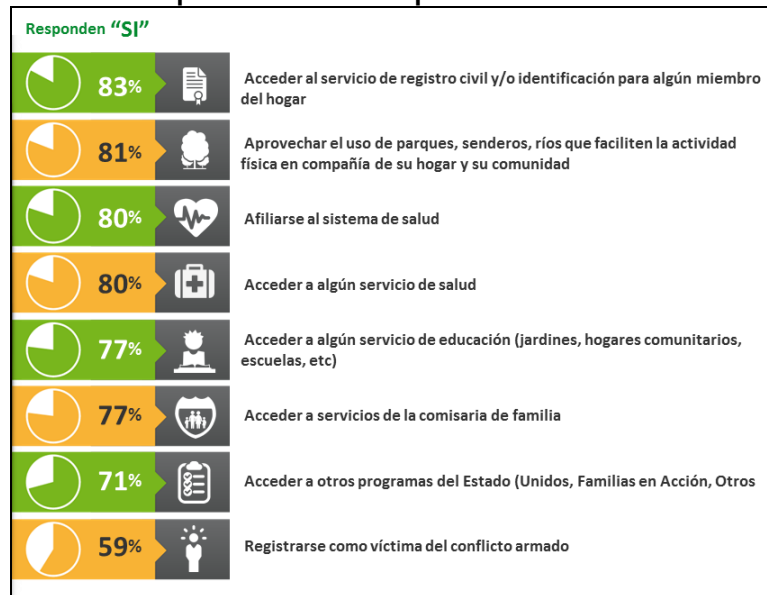 Responden “SI”
83%
Acceder al servicio de registro civil y/o identificación para algún miembro
del hogar
81%
Aprovechar el uso de parques, senderos, ríos que faciliten la actividad
física en compañía de su hogar y su comunidad
80%
Afiliarse al sistema de salud
80%
Acceder a algún servicio de salud
77%
Acceder a algún servicio de educación (jardines, hogares comunitarios,
escuelas, etc)
77%
Acceder a servicios de la comisaria de familia
71%
Acceder a otros programas del Estado (Unidos, Familias en Acción, Otros
59%
Registrarse como víctima del conflicto armado